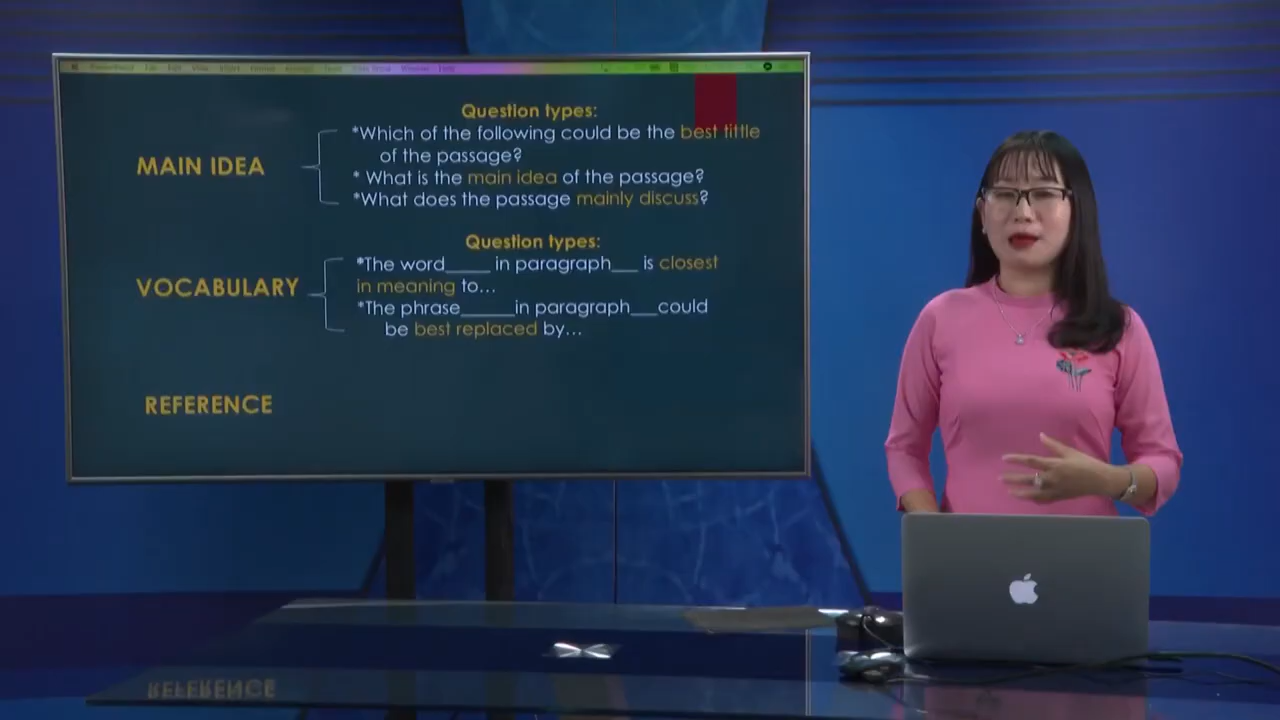 Question types:
*Which of the following could be the best tittle
of the passage?
MAIN IDEA
* What is the main idea of the passage?
*What does the passage mainly discuss?
Question types:
*The word_____ in paragraph___ is closest
VOCABULARY
in meaning to...
*The phrase______in paragraph___could
be best replaced by...
REFERENCE